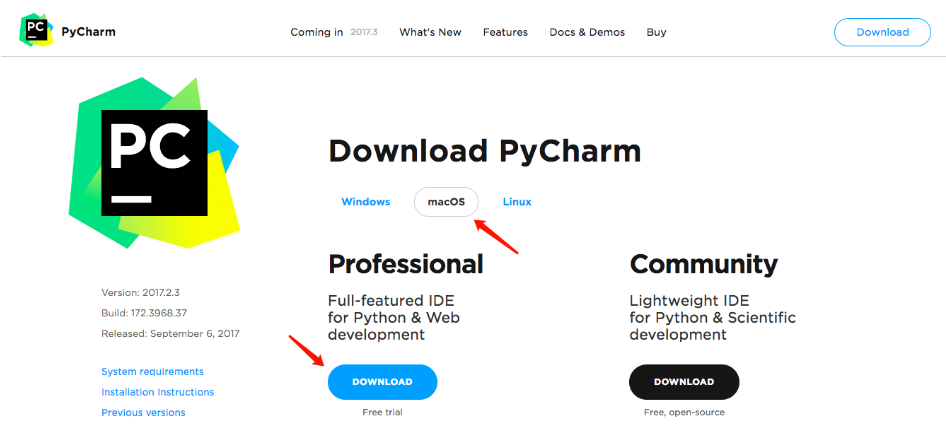 PC PyCharm Coming in 2017.3 What's New Features Docs & Demos Buy Download
PC
Download PyCharm
Windows macOS Linux
Professional
Full-featured IDE
for Python & Web
development
DOWNLOAD
Free trial
Community
Lightweight IDE
for Python & Scientific
development
DOWNLOAD
Free, open-source
Version: 2017.2.3
Build: 172.3968.37
Released: September 6, 2017
System requirements
Installation Instructions
Previous versions